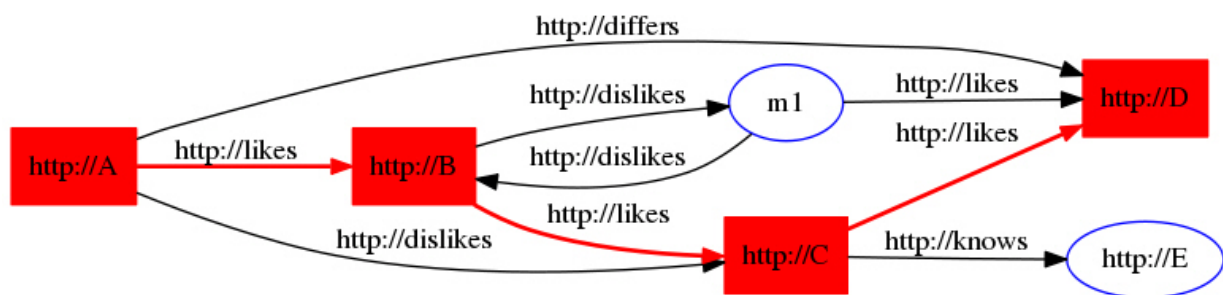 http://differs
http://dislikes
m1
http://likes
http://D
http://likes
http://A
http://likes
http://B
http://dislikes
http://likes
http://dislikes
http://C
http://knows
http://E